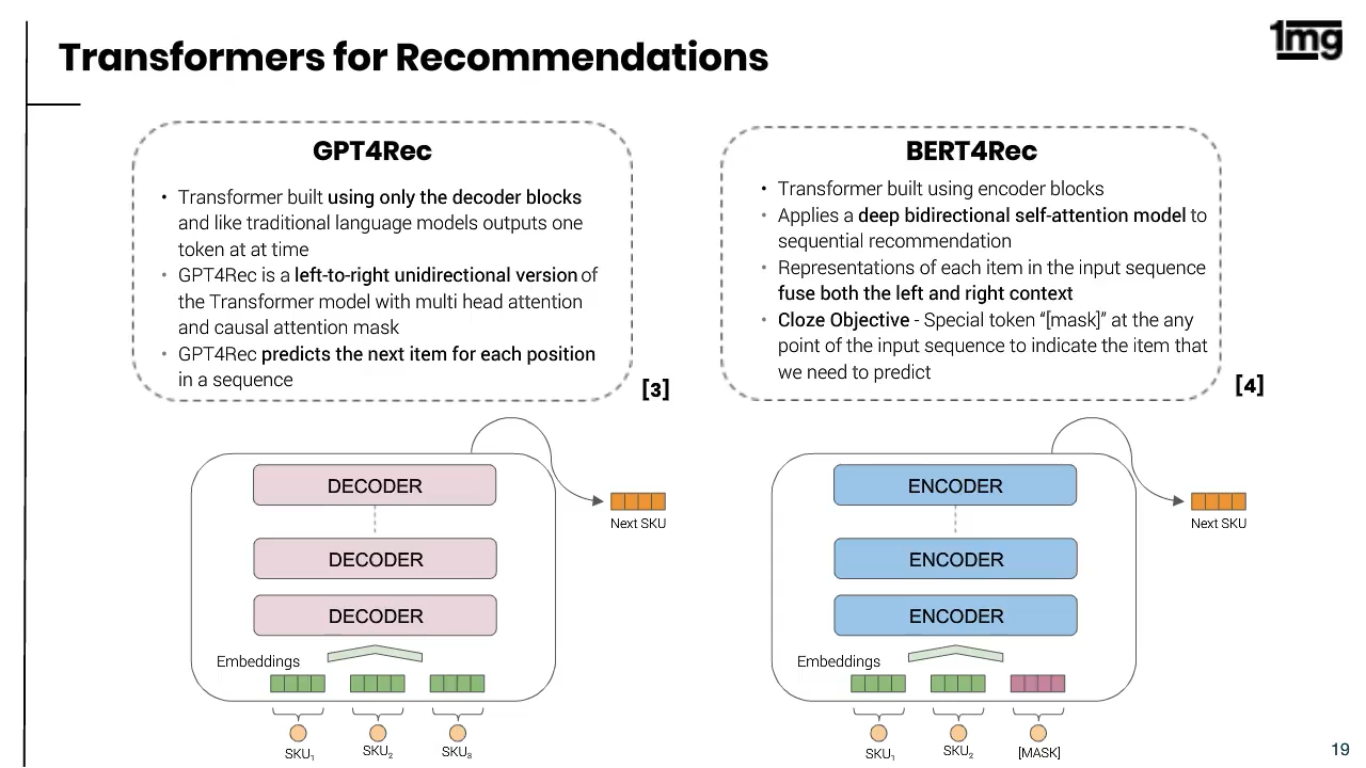 Transformers for Recommendations
1mg
GPT4Rec
• Transformer built using only the decoder blocks
and like traditional language models outputs one
token at at time
• GPT4Rec is a left-to-right unidirectional version of
the Transformer model with multi head attention
and causal attention mask
• GPT4Rec predicts the next item for each position
in a sequence
[3]
BERT4Rec
• Transformer built using encoder blocks
• Applies a deep bidirectional self-attention model to
sequential recommendation
• Representations of each item in the input sequence
fuse both the left and right context
• Cloze Objective - Special token “[mask]” at the any
point of the input sequence to indicate the item that
we need to predict
[4]
DECODER
Next SKU
DECODER
DECODER
Embeddings
SKU₁ SKU₂ SKU₃
ENCODER
Next SKU
ENCODER
ENCODER
Embeddings
SKU₁ SKU₂ [MASK]
19